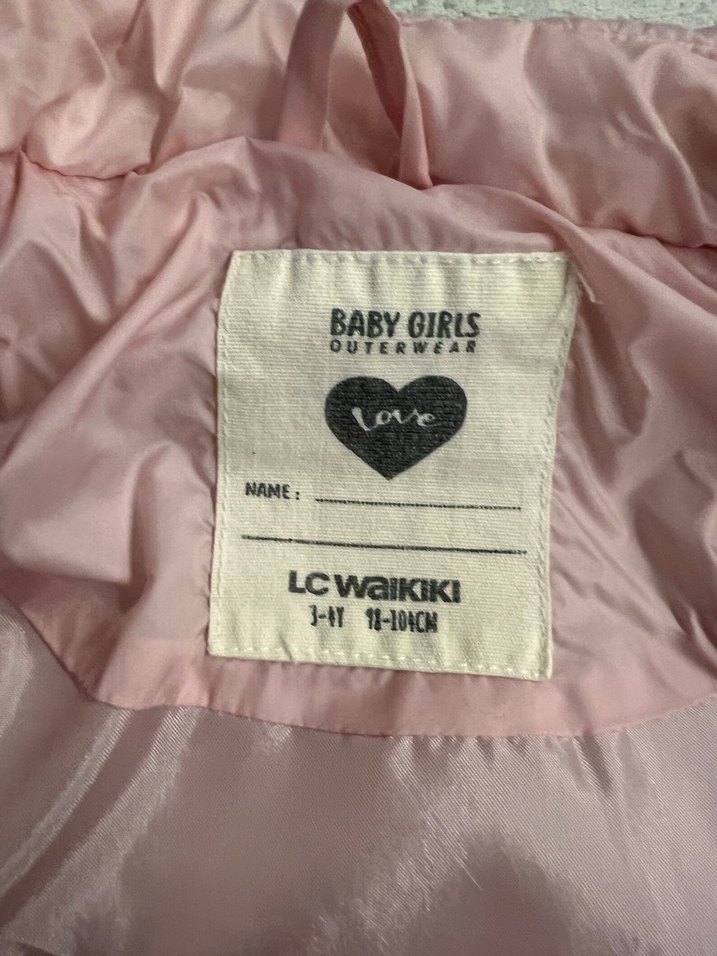 BABY GIRLS
OUTERWEAR
Love
NAME:
LC WAIKIKI
3-4Y 98-104CM